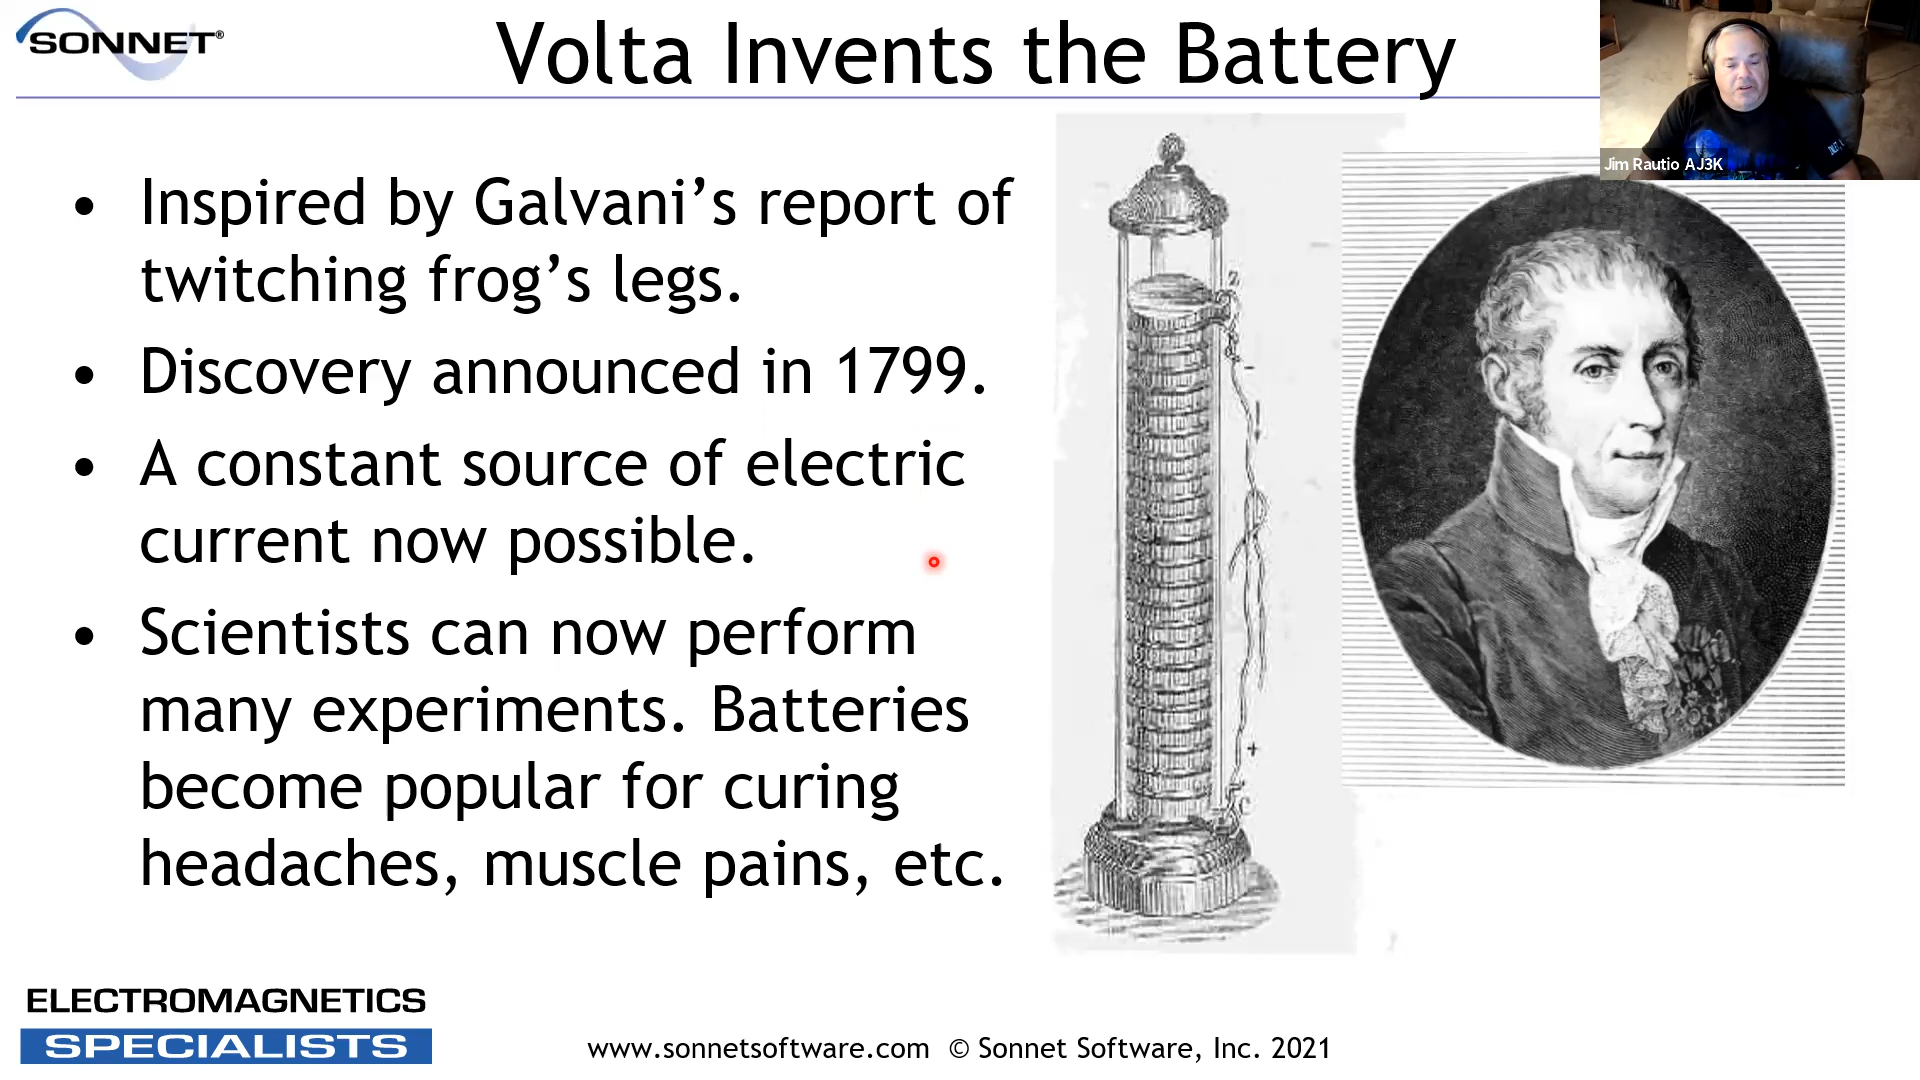 SONNET®
Volta Invents the Battery
Jim Rautio AJ3K
• Inspired by Galvani’s report of
twitching frog’s legs.
• Discovery announced in 1799.
• A constant source of electric
current now possible.
• Scientists can now perform
many experiments. Batteries
become popular for curing
headaches, muscle pains, etc.
-
+
ELECTROMAGNETICS
SPECIALISTS
www.sonnetsoftware.com © Sonnet Software, Inc. 2021